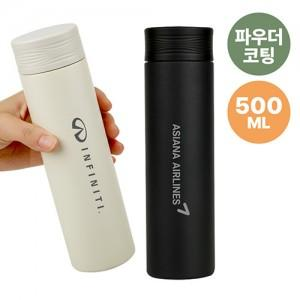 파우더
코팅
500
ML
INFINITI.
ASIANA AIRLINES